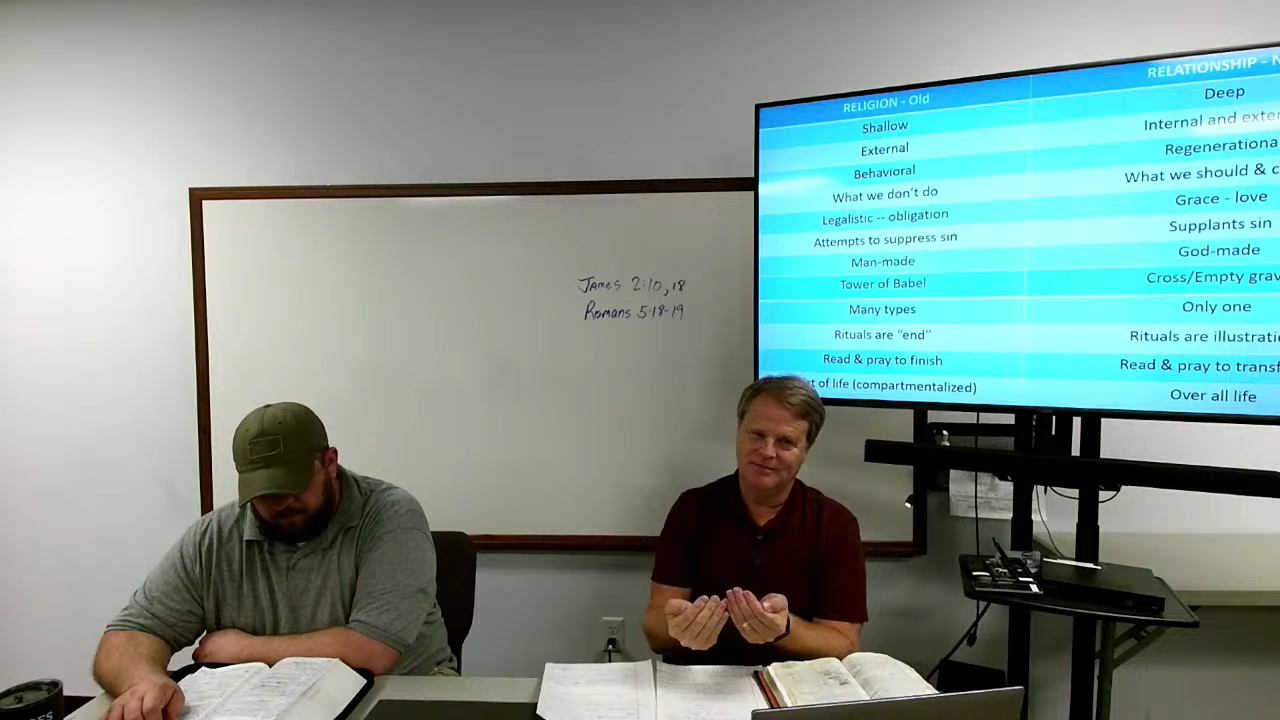 RELIGION - Old RELATIONSHIP - N
Shallow Deep
External Internal and exte
Behavioral Regenerationa
What we don't do What we should & c
Legalistic -- obligation Grace - love
Attempts to suppress sin Supplants sin
Man-made God-made
Tower of Babel Cross/Empty grav
Many types Only one
Rituals are "end" Rituals are illustrati
Read & pray to finish Read & pray to transf
t of life (compartmentalized) Over all life
James 2:10,18
Romans 5:18-19